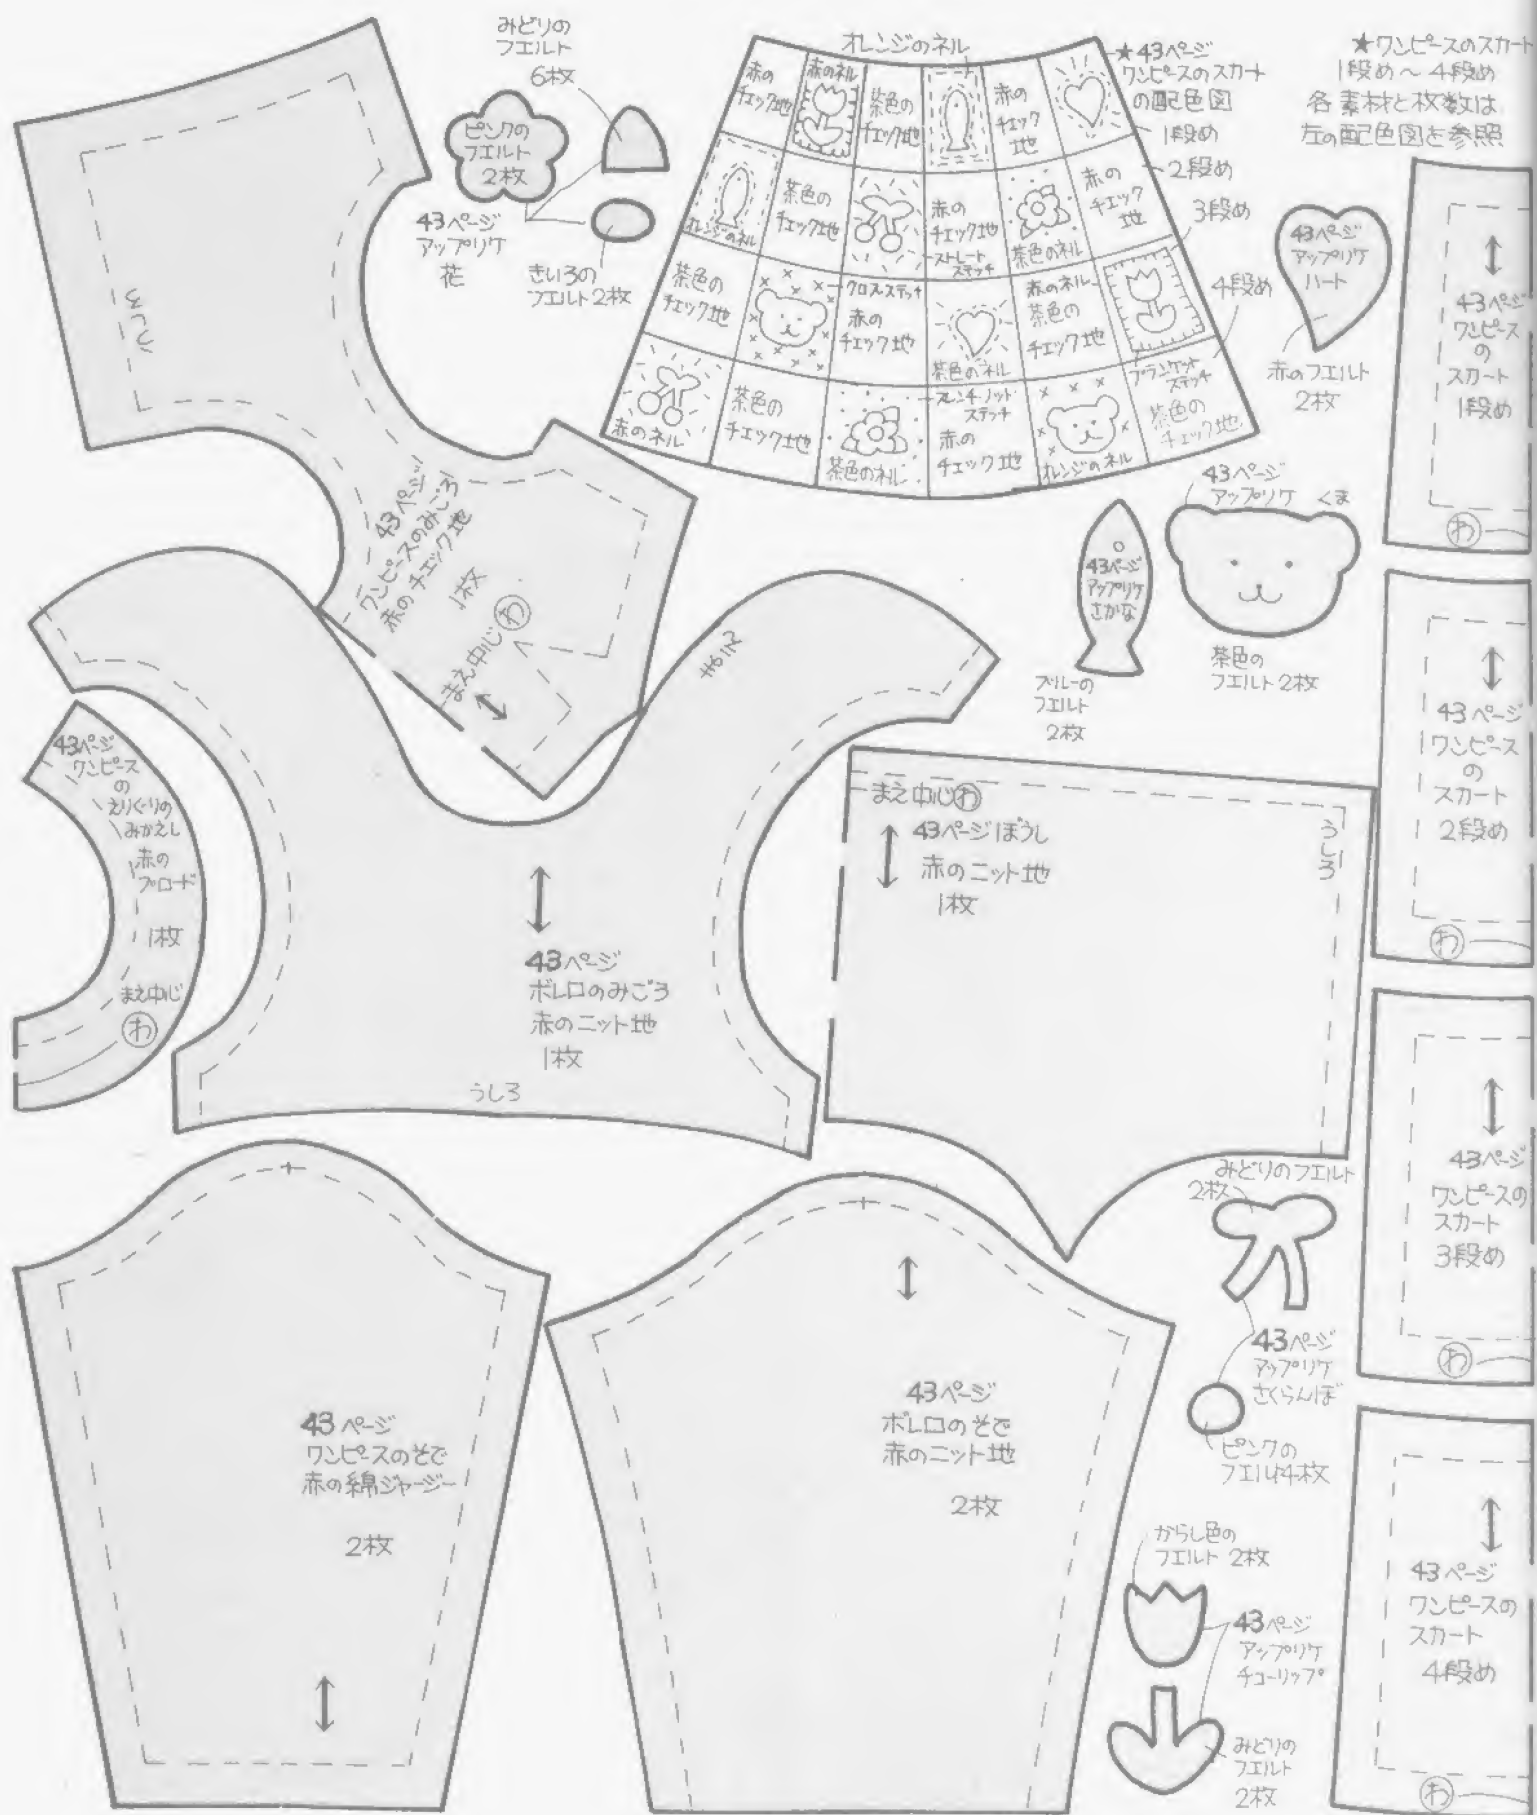 みどりの
フエルト
6枚
ピンクの
フエルト
2枚
43ページ
アップリケ
花
きいろの
フエルト2枚
オレンジのネル
★43ページ
ワンピースのスカート
の配色図
1段め
2段め
3段め
4段め
★ワンピースのスカート
1段め～4段め
各素材と枚数は
左の配色図を参照
赤の
チェック地
赤のネル
茶色の
チェック地
赤の
チェック
地
オレンジのネル
茶色の
チェック地
赤の
チェック地
ストレート
ステッチ
茶色のネル
赤の
チェック
地
茶色の
チェック地
クロスステッチ
赤の
チェック地
茶色のネル
赤のネル
茶色の
チェック地
ブランケット
ステッチ
赤のネル
茶色の
チェック地
茶色のネル
フレンチノット
ステッチ
赤の
チェック地
オレンジのネル
茶色の
チェック地
43ページ
アップリケ
ハート
赤のフエルト
2枚
43ページ
ワンピース
の
スカート
1段め
わ
うしろ
43ページ
ワンピースのみごろ
赤のチェック地
1枚
まえ中心わ
43ページ
アップリケ
さかな
ブルーの
フエルト
2枚
43ページ
アップリケ くま
茶色の
フエルト2枚
43ページ
ワンピース
の
スカート
2段め
わ
43ページ
ワンピース
の
えりぐりの
みかえし
赤の
ブロード
1枚
まえ中心
わ
43ページ
ボレロのみごろ
赤のニット地
1枚
うしろ
まえ中心わ
43ページぼうし
赤のニット地
1枚
うしろ
43ページ
ワンピースの
スカート
3段め
わ
43ページ
ワンピースのそで
赤の綿ジャージー
2枚
43ページ
ボレロのそで
赤のニット地
2枚
みどりのフエルト
2枚
43ページ
アップリケ
さくらんぼ
ピンクの
フエルト4枚
からし色の
フエルト 2枚
43ページ
アップリケ
チューリップ
みどりの
フエルト
2枚
43ページ
ワンピースの
スカート
4段め
わ